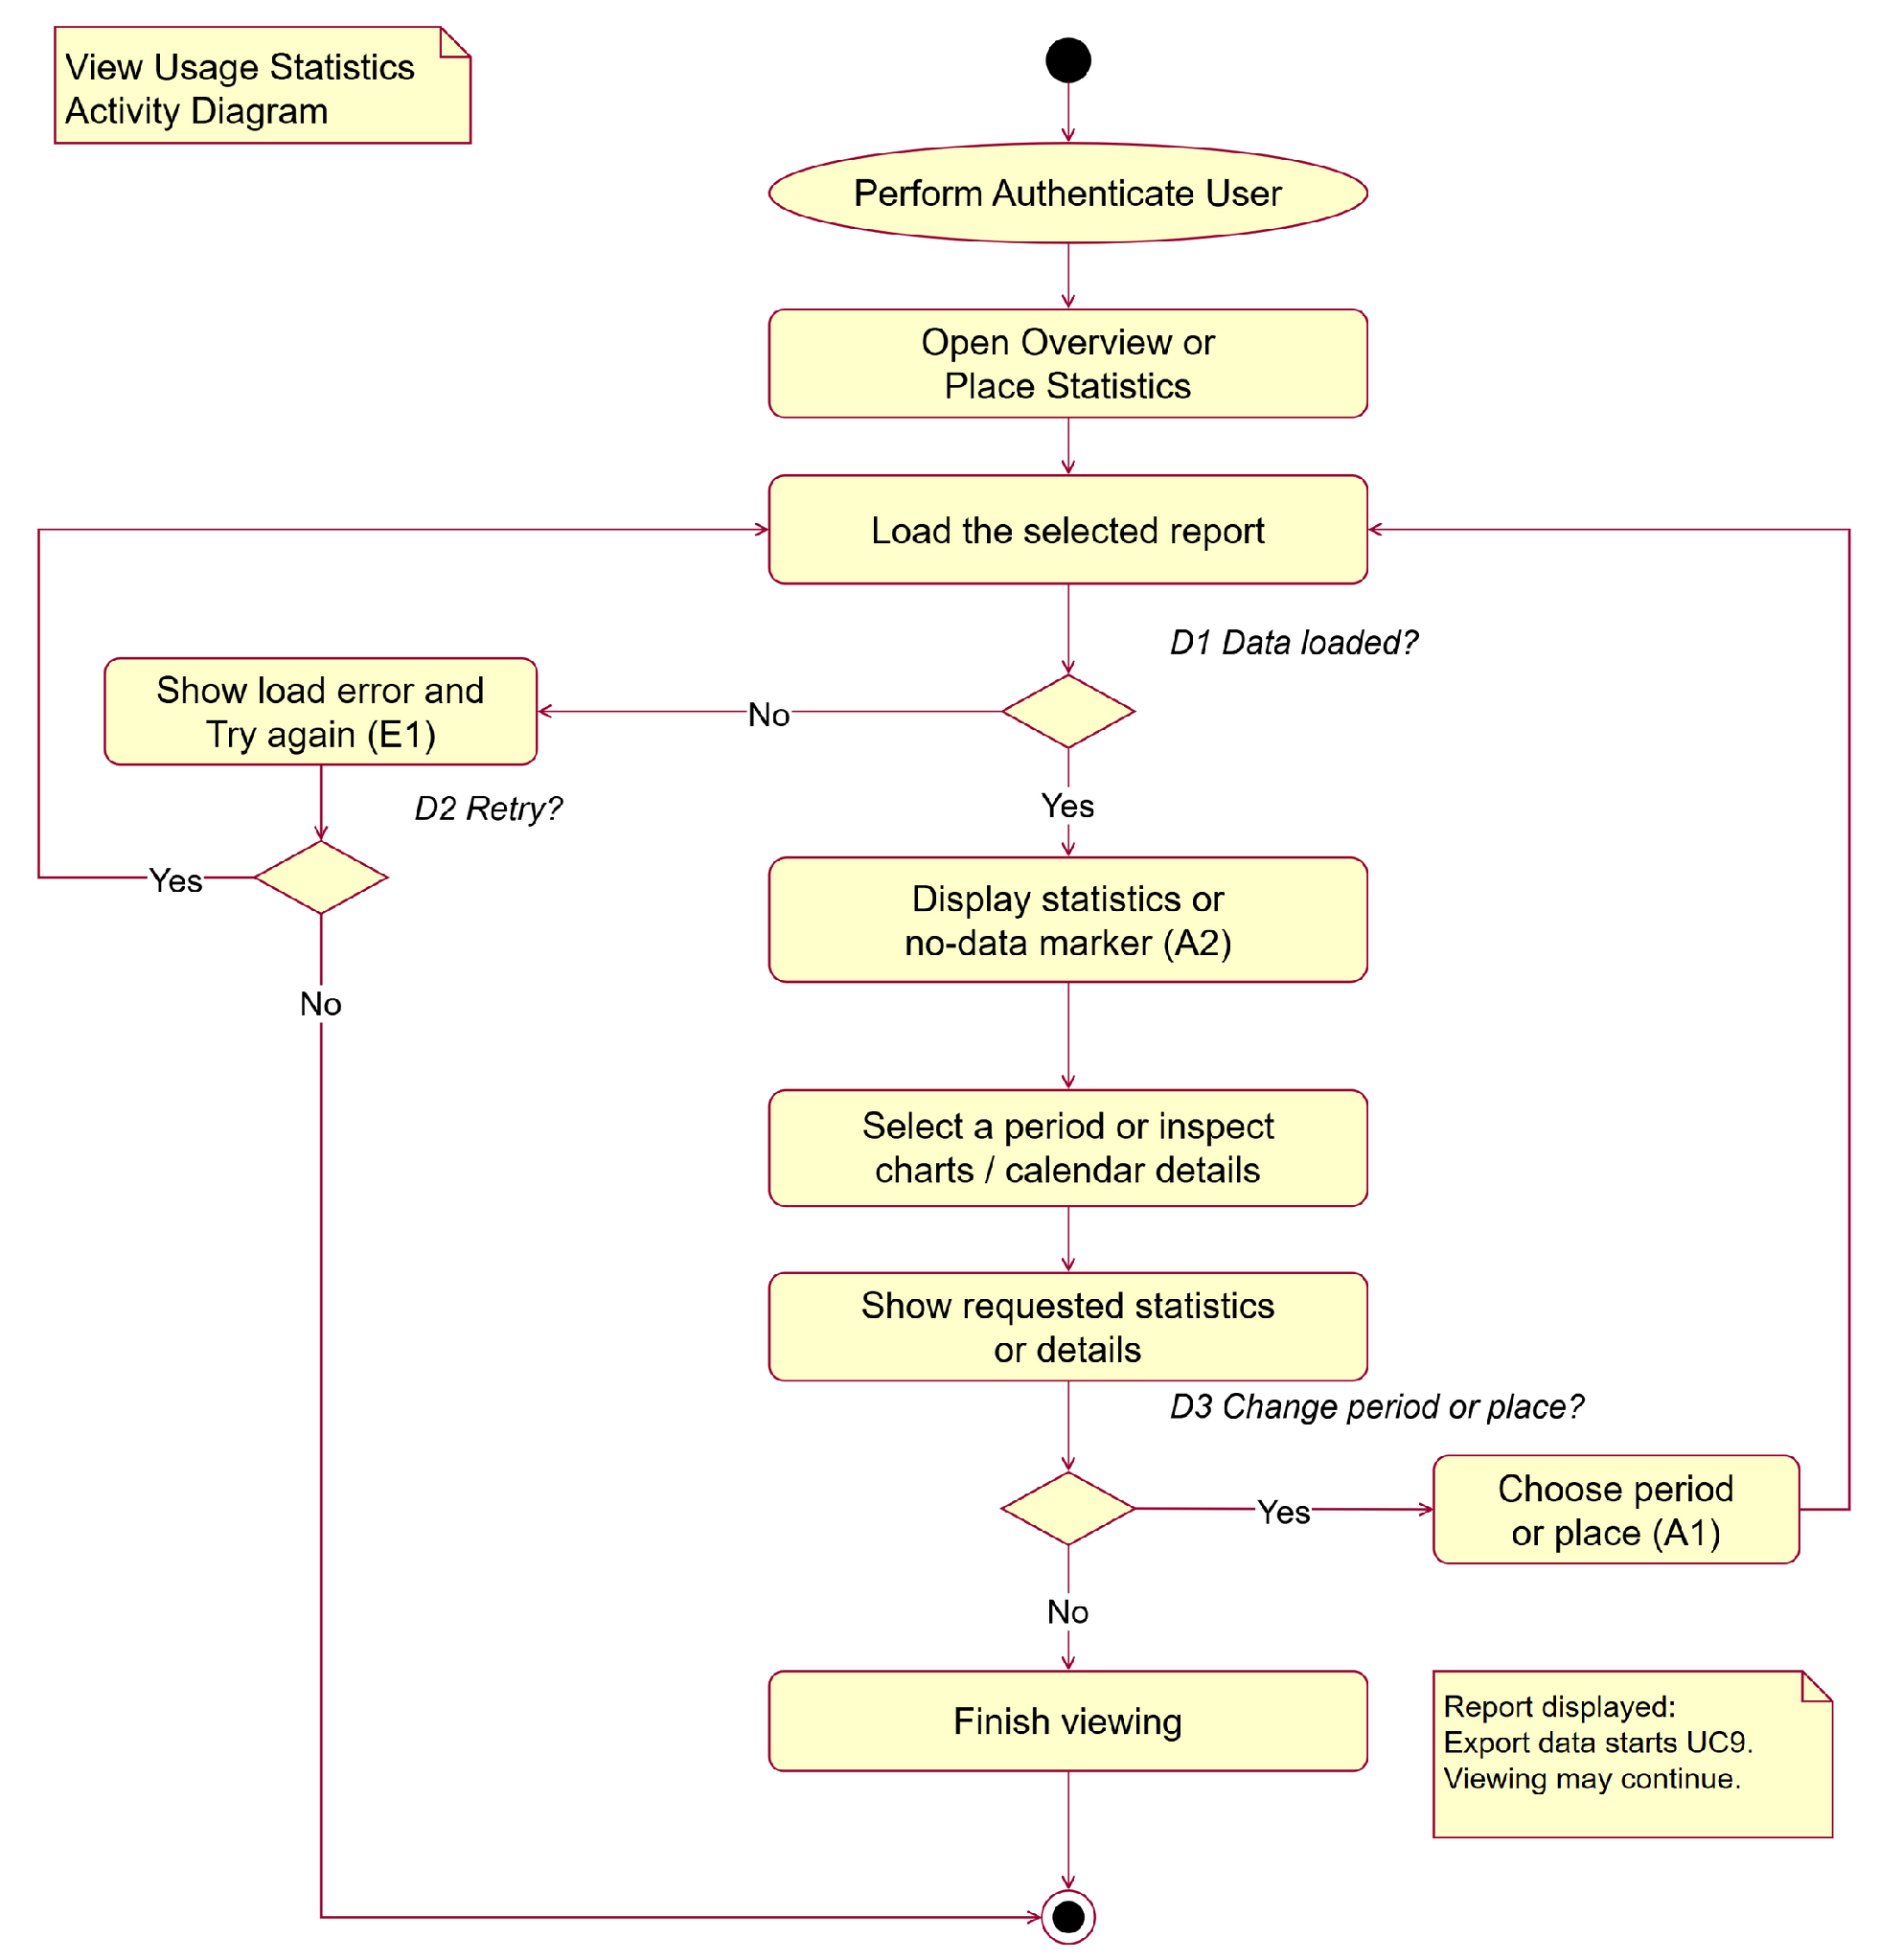 View Usage Statistics
Activity Diagram
Perform Authenticate User
Open Overview or
Place Statistics
Load the selected report
D1 Data loaded?
Show load error and
Try again (E1)
No
D2 Retry?
Yes
Yes
Display statistics or
no-data marker (A2)
No
Select a period or inspect
charts / calendar details
Show requested statistics
or details
D3 Change period or place?
Yes
Choose period
or place (A1)
No
Finish viewing
Report displayed:
Export data starts UC9.
Viewing may continue.